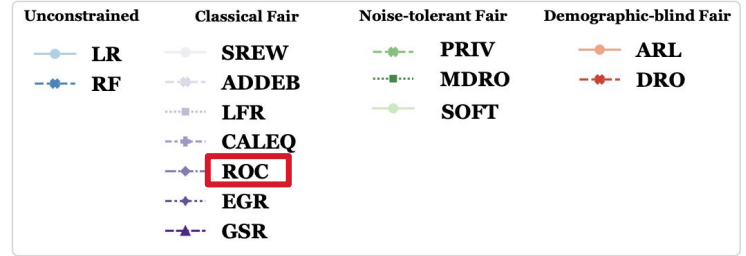 Unconstrained
LR
RF
Classical Fair
SREW
ADDEB
LFR
CALEQ
ROC
EGR
GSR
Noise-tolerant Fair
PRIV
MDRO
SOFT
Demographic-blind Fair
ARL
DRO